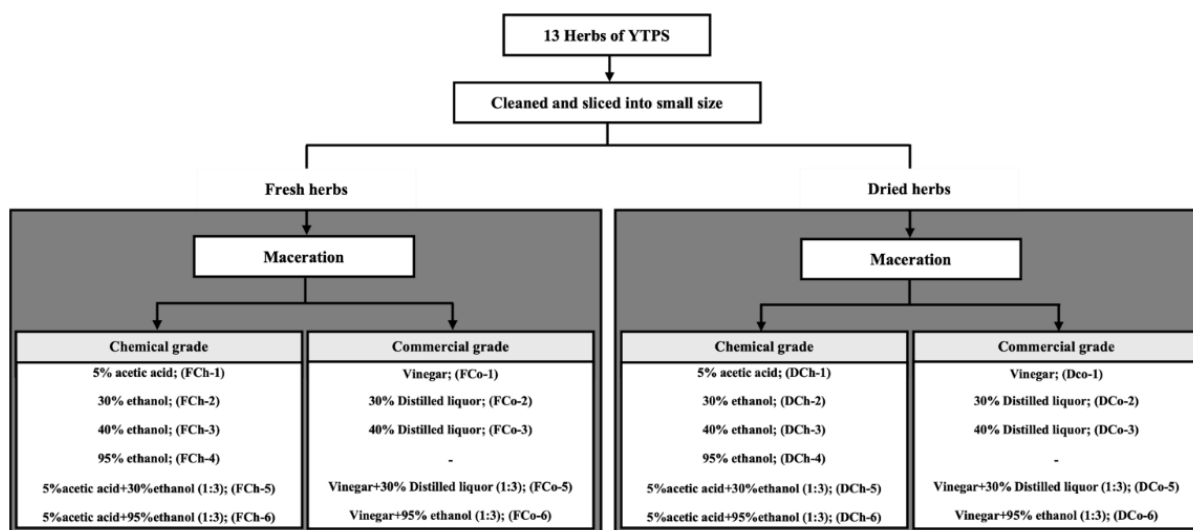 13 Herbs of YTPS
Cleaned and sliced into small size
Fresh herbs
Maceration
Chemical grade
5% acetic acid; (FCh-1)
30% ethanol; (FCh-2)
40% ethanol; (FCh-3)
95% ethanol; (FCh-4)
5%acetic acid+30%ethanol (1:3); (FCh-5)
5%acetic acid+95%ethanol (1:3); (FCh-6)
Commercial grade
Vinegar; (FCo-1)
30% Distilled liquor; (FCo-2)
40% Distilled liquor; (FCo-3)
-
Vinegar+30% Distilled liquor (1:3); (FCo-5)
Vinegar+95% ethanol (1:3); (FCo-6)
Dried herbs
Maceration
Chemical grade
5% acetic acid; (DCh-1)
30% ethanol; (DCh-2)
40% ethanol; (DCh-3)
95% ethanol; (DCh-4)
5%acetic acid+30%ethanol (1:3); (DCh-5)
5%acetic acid+95%ethanol (1:3); (DCh-6)
Commercial grade
Vinegar; (Dco-1)
30% Distilled liquor; (DCo-2)
40% Distilled liquor; (DCo-3)
-
Vinegar+30% Distilled liquor (1:3); (DCo-5)
Vinegar+95% ethanol (1:3); (DCo-6)